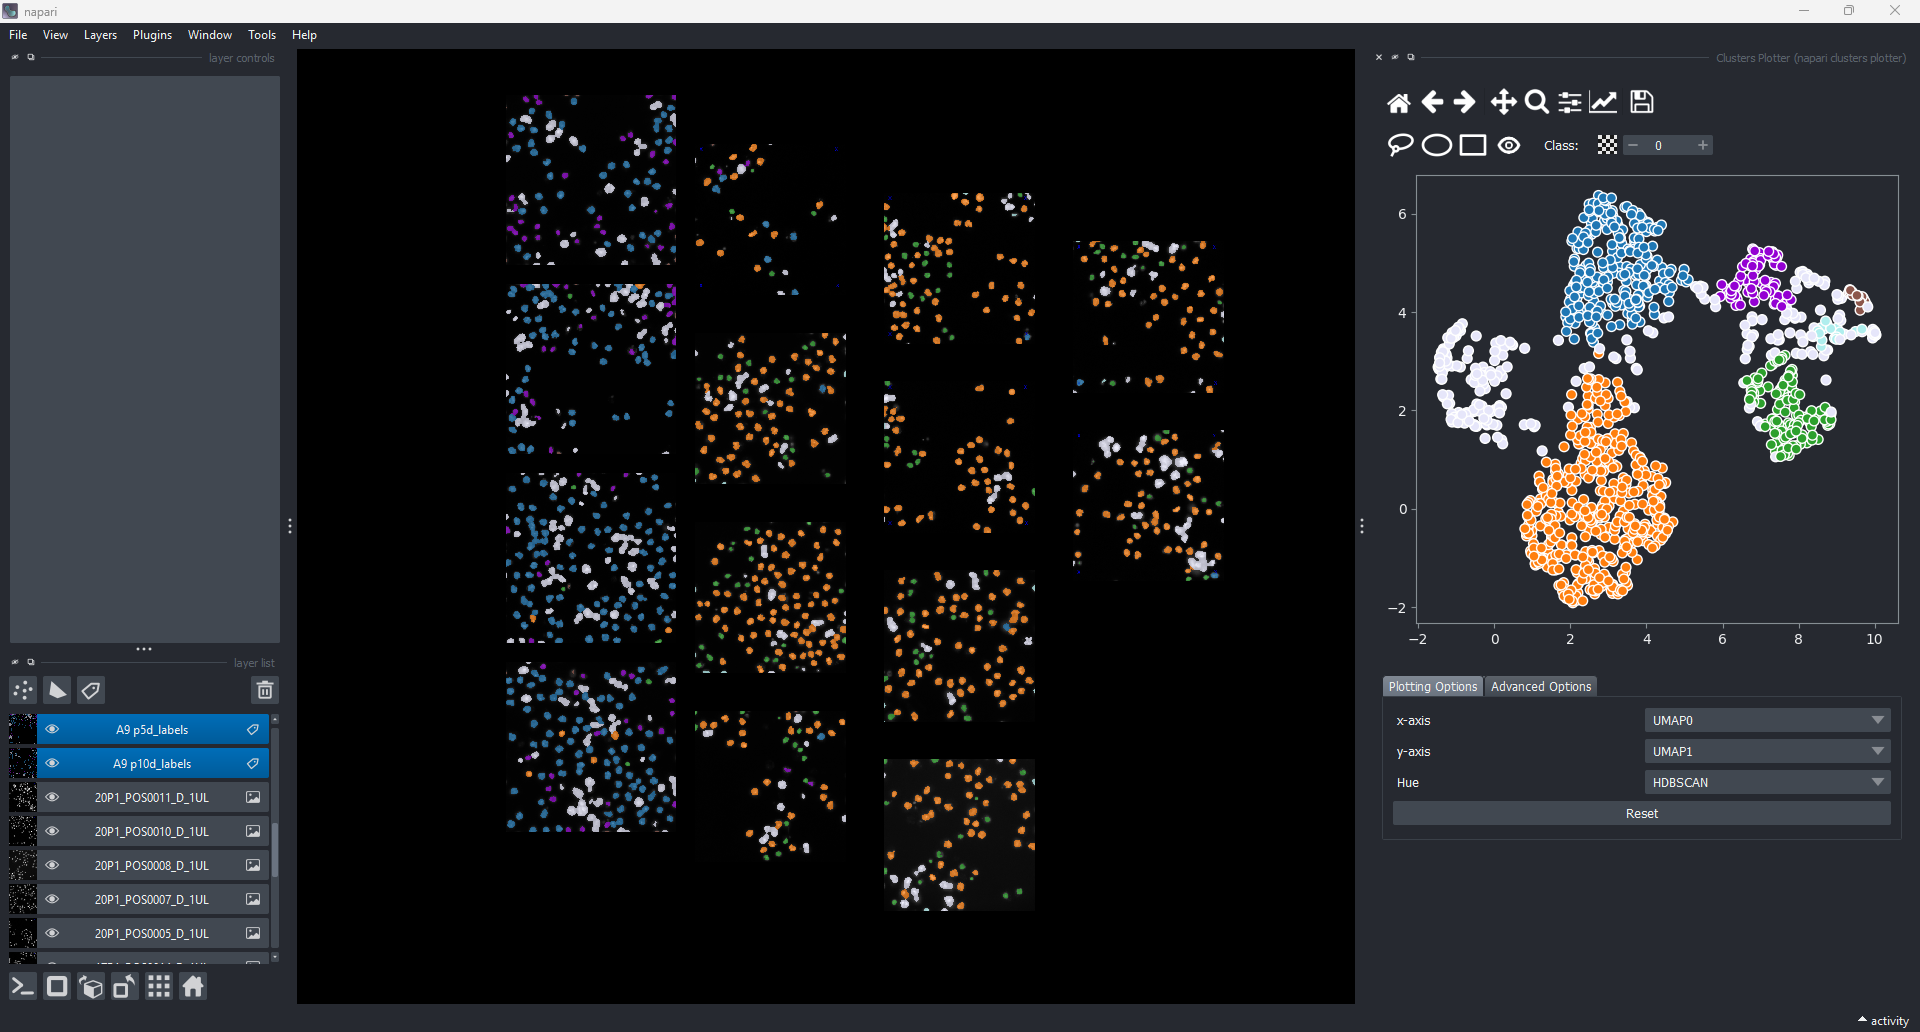 napari
File View Layers Plugins Window Tools Help
layer controls
layer list
A9 p5d_labels
A9 p10d_labels
20P1_POS0011_D_1UL
20P1_POS0010_D_1UL
20P1_POS0008_D_1UL
20P1_POS0007_D_1UL
20P1_POS0005_D_1UL
Clusters Plotter (napari clusters plotter)
Class: 0
6
4
2
0
−2
−2 0 2 4 6 8 10
Plotting Options Advanced Options
x-axis UMAP0
y-axis UMAP1
Hue HDBSCAN
Reset
activity